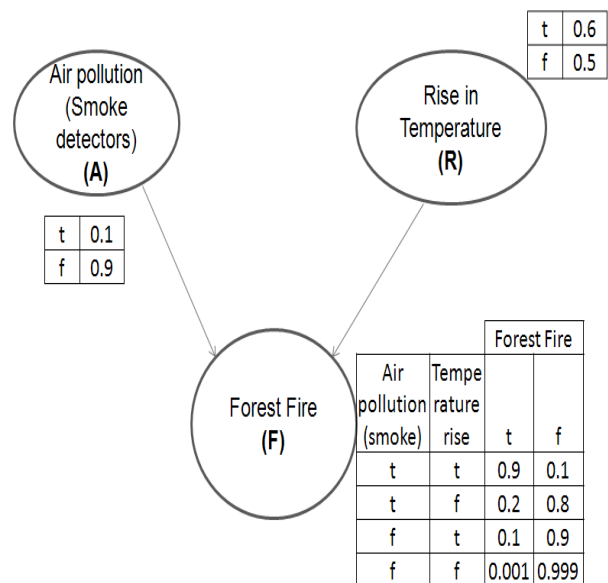 Air pollution
(Smoke
detectors)
(A)
t 0.1
f 0.9
Rise in
Temperature
(R)
t 0.6
f 0.5
Forest Fire
(F)
Forest Fire
Air Tempe
pollution rature
(smoke) rise t f
t t 0.9 0.1
t f 0.2 0.8
f t 0.1 0.9
f f 0.001 0.999